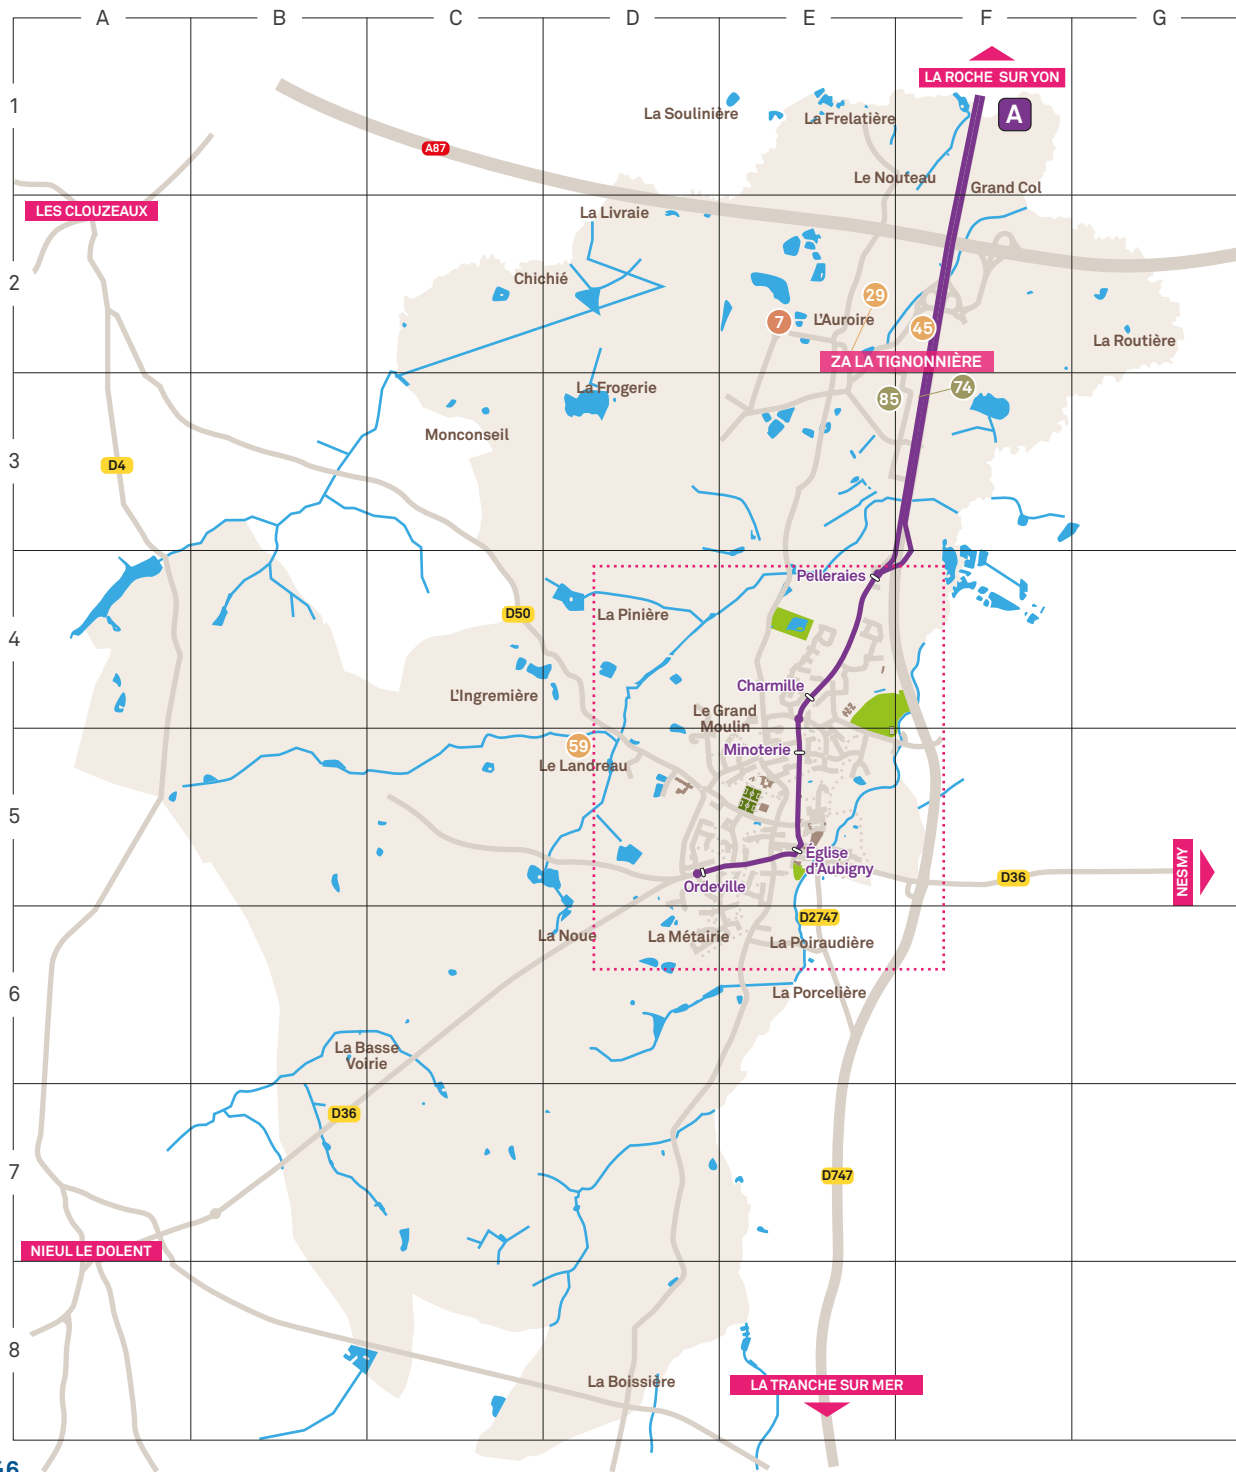 A B C D E F G
1
LA ROCHE SUR YON
A
La Soulinière
La Frelatière
A87
Le Nouteau
Grand Col
LES CLOUZEAUX
La Livraie
2
Chichié
29
7
L'Auroire
45
La Routière
ZA LA TIGNONNIÈRE
La Frogerie
74
85
Monconseil
3
D4
Pelleraies
D50
La Pinière
4
Charmille
L'Ingremière
Le Grand
Moulin
59
Minoterie
Le Landreau
5
Église
d'Aubigny
Ordeville
D36
NESMY
D2747
La Noue
La Métairie
La Poiraudière
6
La Porcelière
La Basse
Voirie
D36
7
D747
NIEUL LE DOLENT
8
La Boissière
LA TRANCHE SUR MER